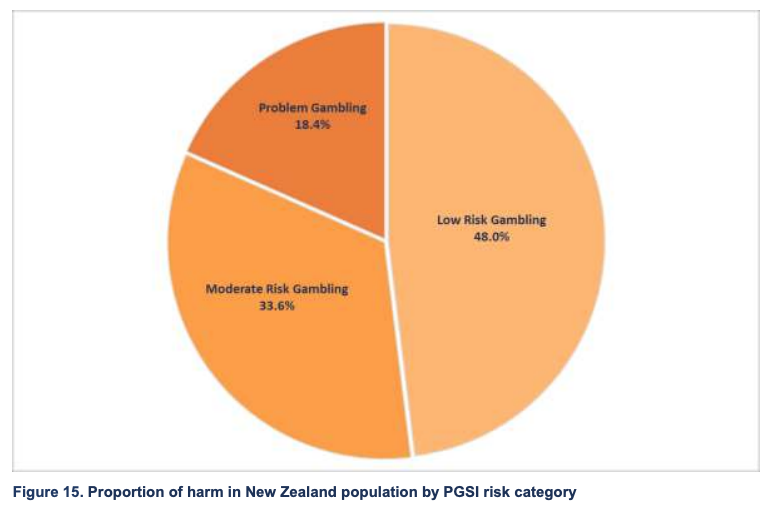 Problem Gambling
18.4%
Low Risk Gambling
48.0%
Moderate Risk Gambling
33.6%
Figure 15. Proportion of harm in New Zealand population by PGSI risk category